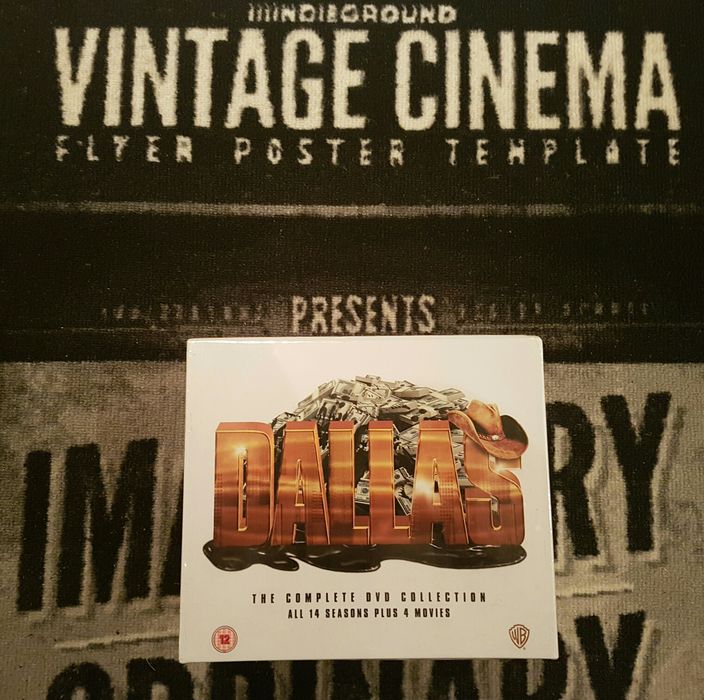 INDIEGROUND
VINTAGE CINEMA
FLYER POSTER TEMPLATE
PRESENTS
DALLAS
THE COMPLETE DVD COLLECTION
ALL 14 SEASONS PLUS 4 MOVIES
12
WB